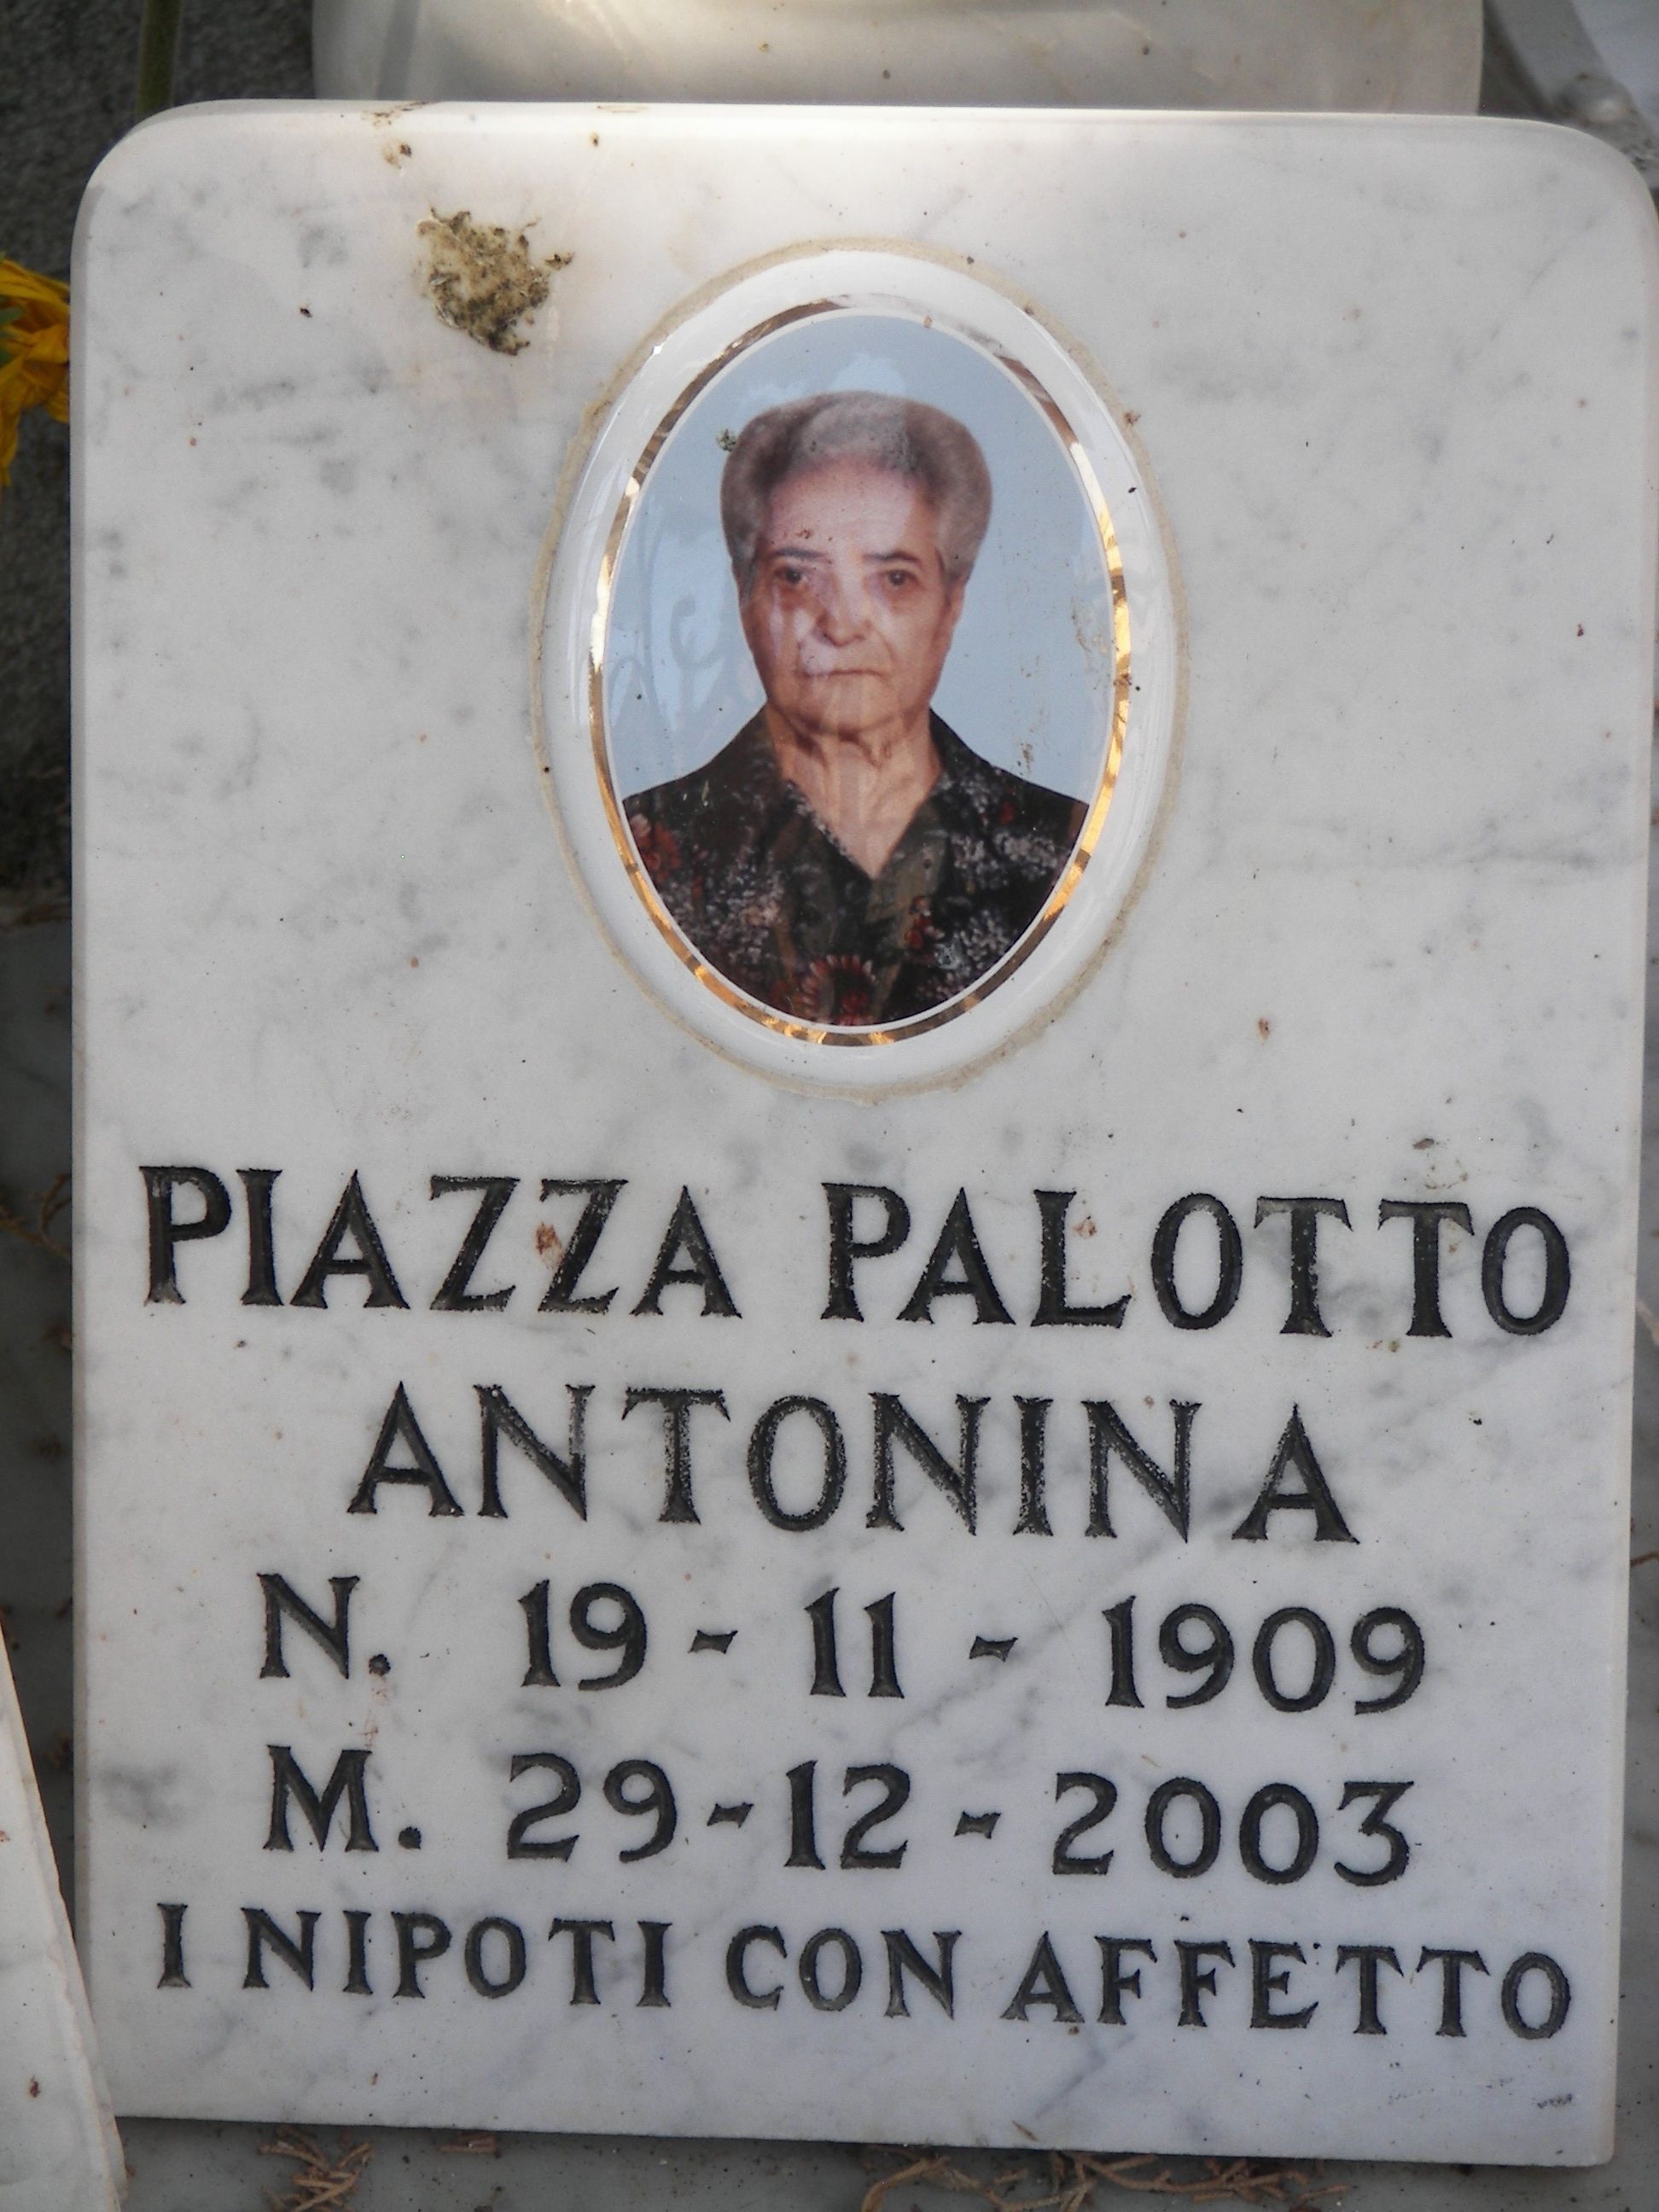 PIAZZA PALOTTO
ANTONINA
N. 19 - 11 - 1909
M. 29 - 12 - 2003
I NIPOTI CON AFFETTO